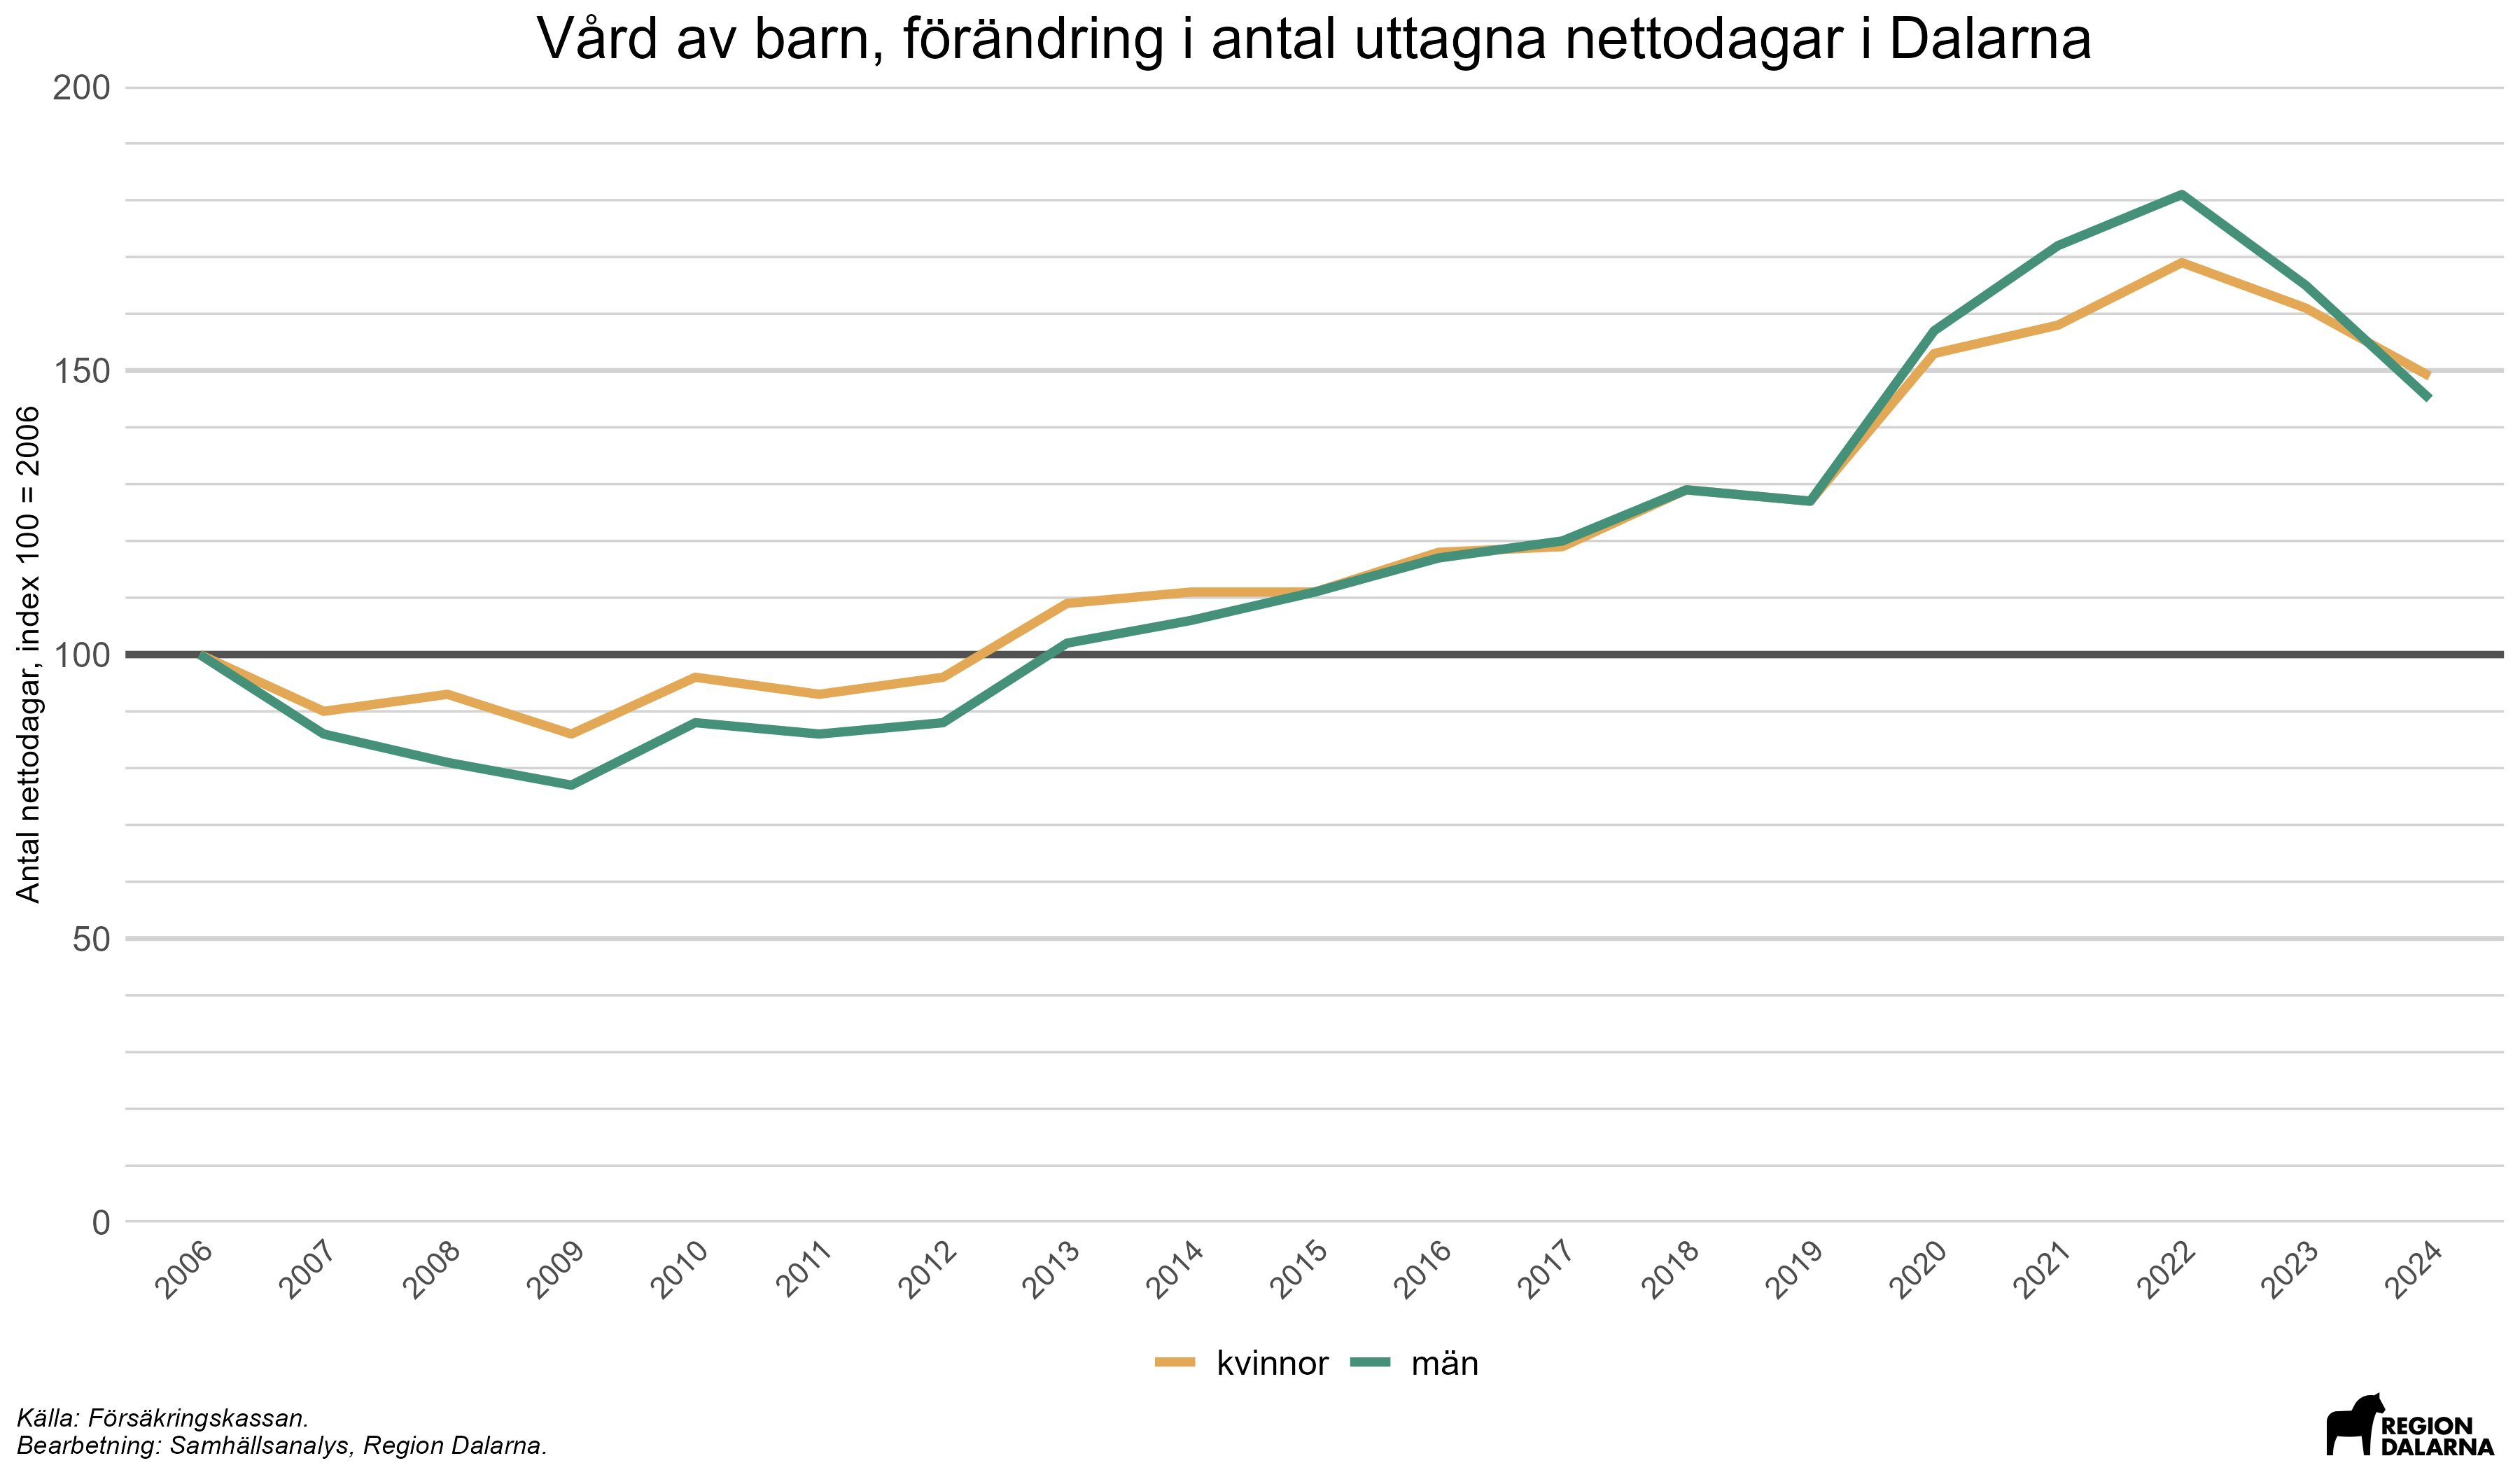 Vård av barn, förändring i antal uttagna nettodagar i Dalarna
Antal nettodagar, index 100 = 2006
200
150
100
50
0
2006 2007 2008 2009 2010 2011 2012 2013 2014 2015 2016 2017 2018 2019 2020 2021 2022 2023 2024
kvinnor män
Källa: Försäkringskassan.
Bearbetning: Samhällsanalys, Region Dalarna.
REGION
DALARNA